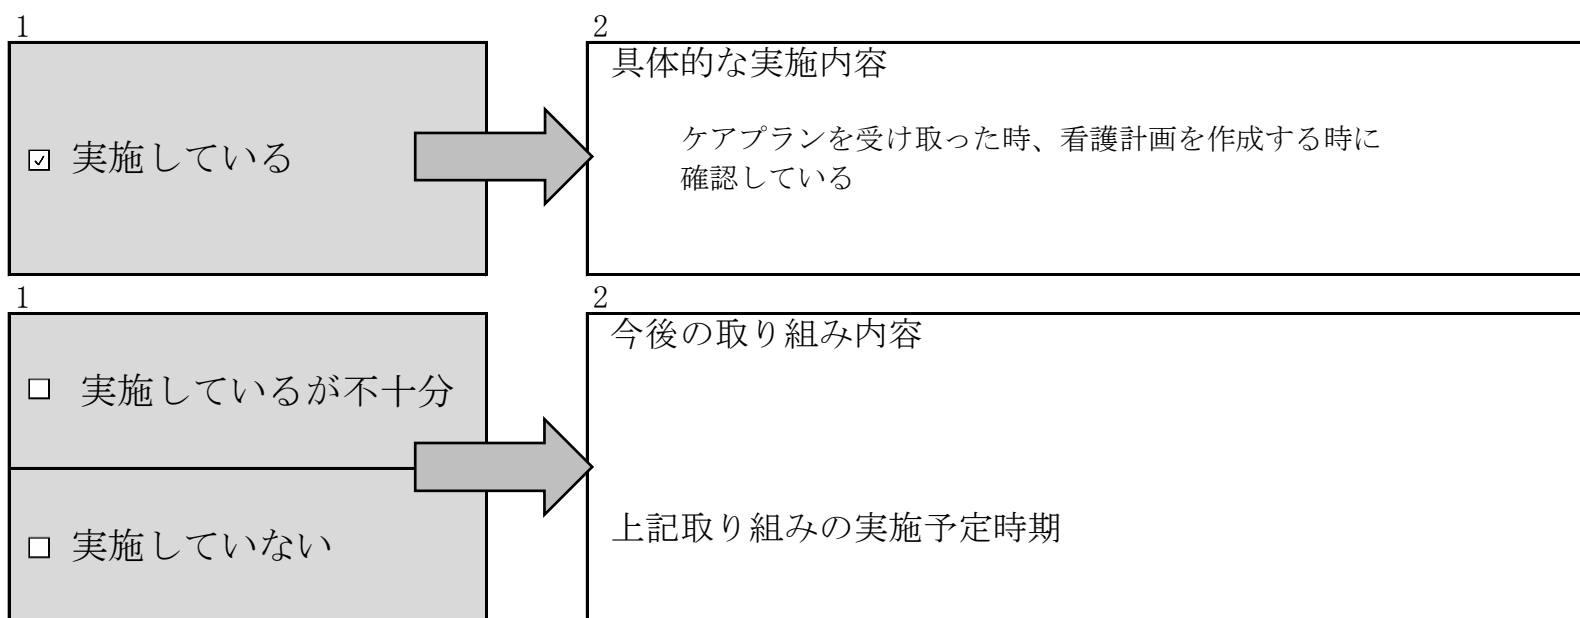 1
2
☑ 実施している
具体的な実施内容
ケアプランを受け取った時、看護計画を作成する時に
確認している
1
2
□ 実施しているが不十分
□ 実施していない
今後の取り組み内容
上記取り組みの実施予定時期